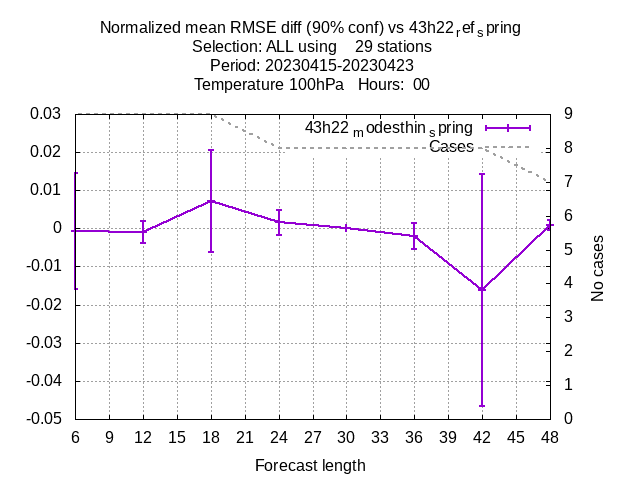 Normalized mean RMSE diff (90% conf) vs 43h22refspring
Selection: ALL using 29 stations
Period: 20230415-20230423
Temperature 100hPa Hours: 00
43h22modesthinspring
Cases
0.03
0.02
0.01
0
-0.01
-0.02
-0.03
-0.04
-0.05
9
8
7
6
5
4
3
2
1
0
No cases
6 9 12 15 18 21 24 27 30 33 36 39 42 45 48
Forecast length